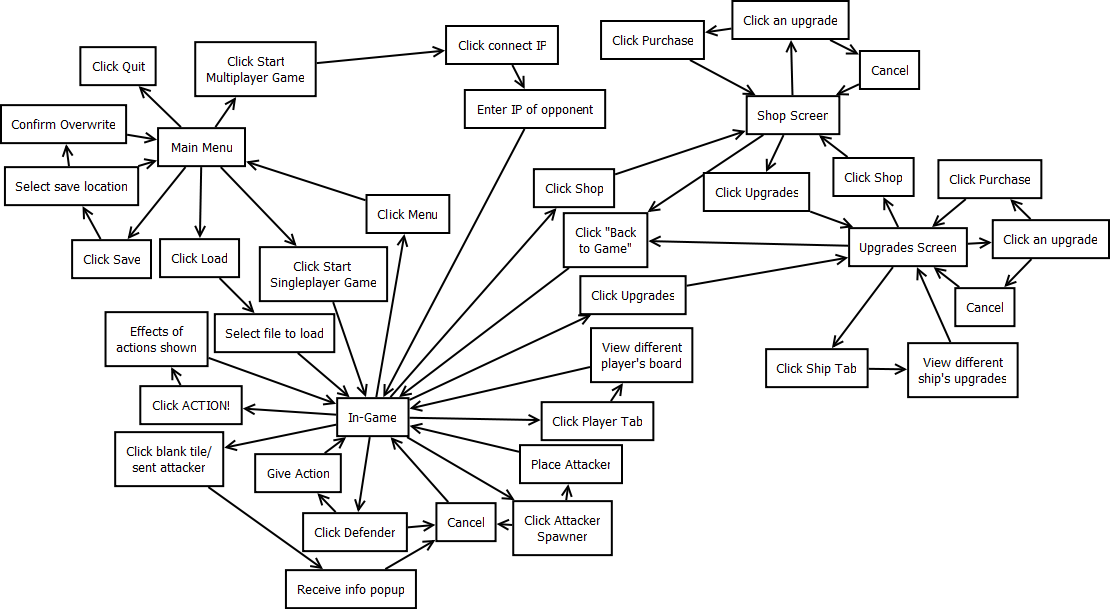 Click an upgrade
Click Purchase
Click connect IP
Click Start
Multiplayer Game
Click Quit
Cancel
Enter IP of opponent
Shop Screen
Confirm Overwrite
Main Menu
Click Shop
Click Purchase
Select save location
Click Shop
Click Upgrades
Click Menu
Click "Back
to Game"
Upgrades Screen
Click an upgrade
Click Save
Click Load
Click Start
Singleplayer Game
Click Upgrades
Cancel
Effects of
actions shown
Select file to load
View different
player's board
Click Ship Tab
View different
ship's upgrades
Click ACTION!
In-Game
Click Player Tab
Click blank tile/
sent attacker
Give Action
Place Attacker
Click Defender
Cancel
Click Attacker
Spawner
Receive info popup